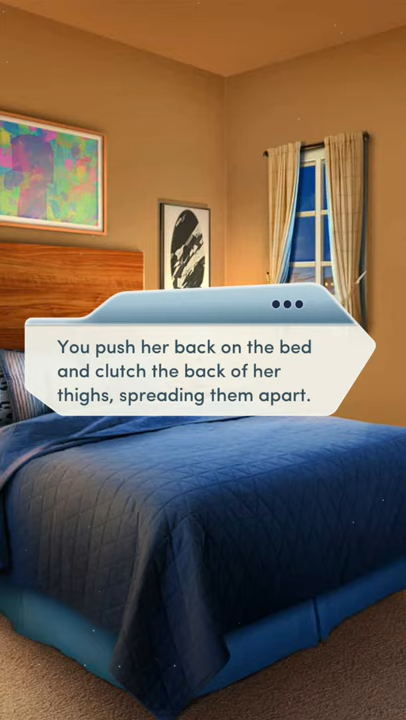 You push her back on the bed
and clutch the back of her
thighs, spreading them apart.